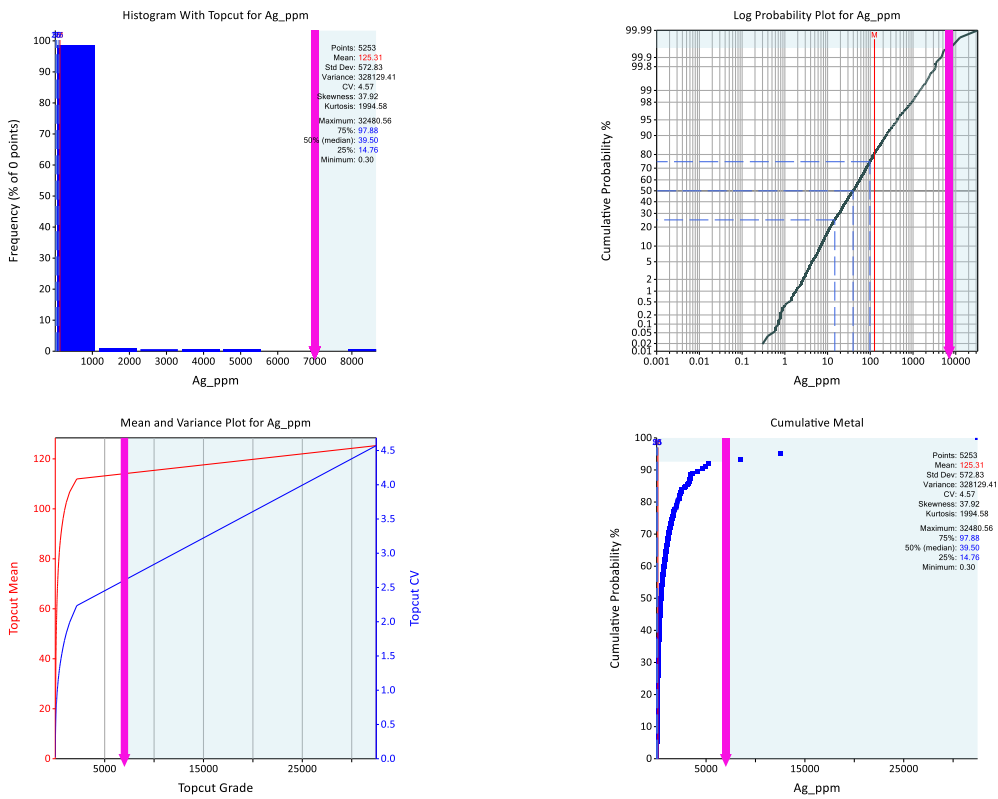 Histogram With Topcut for Ag_ppm
100
90
80
70
60
50
40
30
20
10
0
Frequency (% of 0 points)
1000
2000
3000
4000
5000
6000
7000
8000
Ag_ppm
Points: 5253
Mean: 125.31
Std Dev: 572.83
Variance: 328129.41
CV: 4.57
Skewness: 37.92
Kurtosis: 1994.58
Maximum: 32480.56
75%: 97.88
50% (median): 39.50
25%: 14.76
Minimum: 0.30
Log Probability Plot for Ag_ppm
M
99.99
99.9
99.8
99
98
95
90
80
70
60
50
40
30
20
10
5
2
1
0.5
0.2
0.1
0.05
0.02
0.01
Cumulative Probability %
0.001
0.01
0.1
1
10
100
1000
10000
Ag_ppm
Mean and Variance Plot for Ag_ppm
120
100
80
60
40
20
0
Topcut Mean
4.5
4.0
3.5
3.0
2.5
2.0
1.5
1.0
0.5
0.0
Topcut CV
5000
15000
25000
Topcut Grade
Cumulative Metal
100
90
80
70
60
50
40
30
20
10
0
Cumulative Probability %
5000
15000
25000
Ag_ppm
Points: 5253
Mean: 125.31
Std Dev: 572.83
Variance: 328129.41
CV: 4.57
Skewness: 37.92
Kurtosis: 1994.58
Maximum: 32480.56
75%: 97.88
50% (median): 39.50
25%: 14.76
Minimum: 0.30